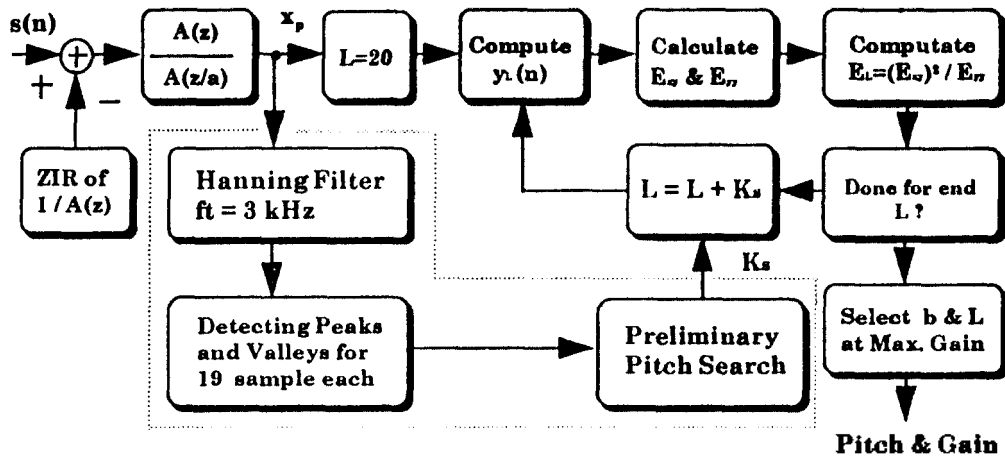 s(n)
+
−
A(z)
A(z/a)
x_p
L=20
Compute
y_L(n)
Calculate
E_xy & E_yy
Computate
E_L=(E_xy)² / E_yy
ZIR of
1 / A(z)
Hanning Filter
ft = 3 kHz
L = L + K_s
Done for end
L ?
K_s
Detecting Peaks
and Valleys for
19 sample each
Preliminary
Pitch Search
Select b & L
at Max. Gain
Pitch & Gain